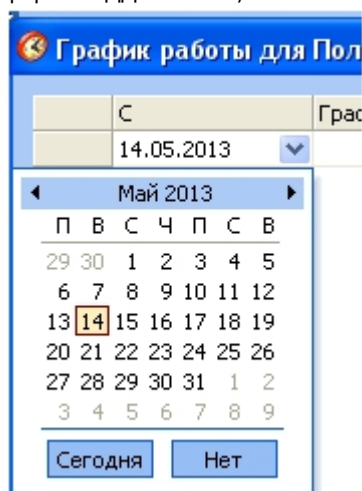 График работы для Пол
С Граф
14.05.2013
Май 2013
П В С Ч П С В
29 30 1 2 3 4 5
6 7 8 9 10 11 12
13 14 15 16 17 18 19
20 21 22 23 24 25 26
27 28 29 30 31 1 2
3 4 5 6 7 8 9
Сегодня Нет